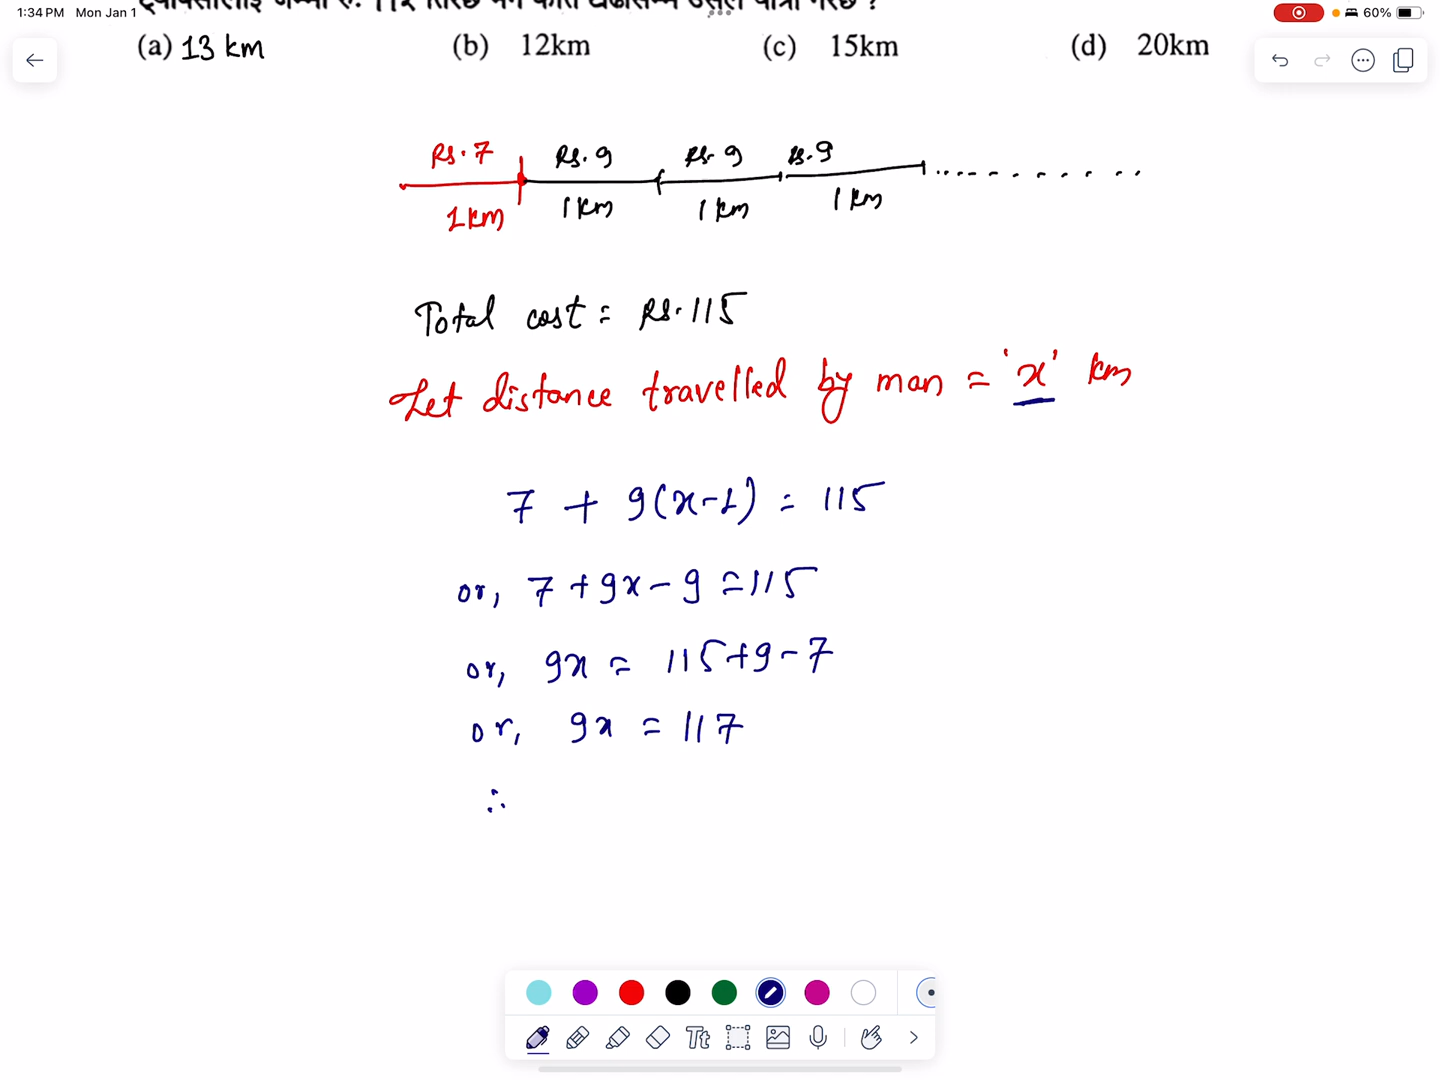 1:34 PM Mon Jan 1 60%
(a) 13 km (b) 12km (c) 15km (d) 20km
Rs. 7 Rs. 9 Rs. 9 Rs. 9
1km 1km 1km 1km
Total cost = Rs. 115
Let distance travelled by man = 'x' km
7 + 9(x-1) = 115
or, 7 + 9x - 9 = 115
or, 9x = 115+9-7
or, 9x = 117
∴
Tt